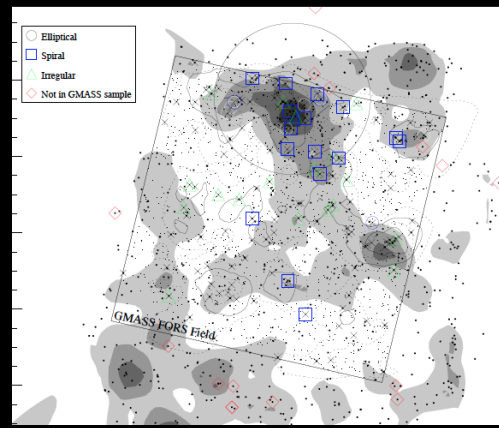 Elliptical
Spiral
Irregular
Not in GMASS sample
GMASS FORS Field